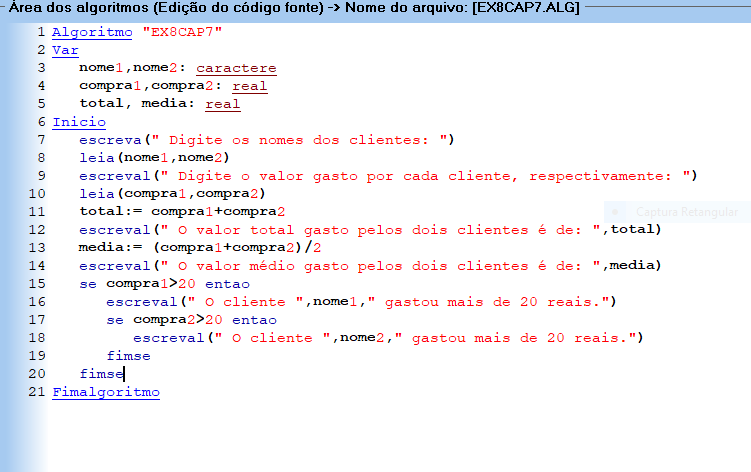 Área dos algoritmos (Edição do código fonte) -> Nome do arquivo: [EX8CAP7.ALG]
1 Algoritmo "EX8CAP7"
2 Var
3    nome1,nome2: caractere
4    compra1,compra2: real
5    total, media: real
6 Inicio
7    escreva(" Digite os nomes dos clientes: ")
8    leia(nome1,nome2)
9    escreval(" Digite o valor gasto por cada cliente, respectivamente: ")
10    leia(compra1,compra2)
11    total:= compra1+compra2
Captura Retangular
12    escreval(" O valor total gasto pelos dois clientes é de: ",total)
13    media:= (compra1+compra2)/2
14    escreval(" O valor médio gasto pelos dois clientes é de: ",media)
15    se compra1>20 entao
16       escreval(" O cliente ",nome1," gastou mais de 20 reais.")
17       se compra2>20 entao
18          escreval(" O cliente ",nome2," gastou mais de 20 reais.")
19       fimse
20    fimse
21 Fimalgoritmo